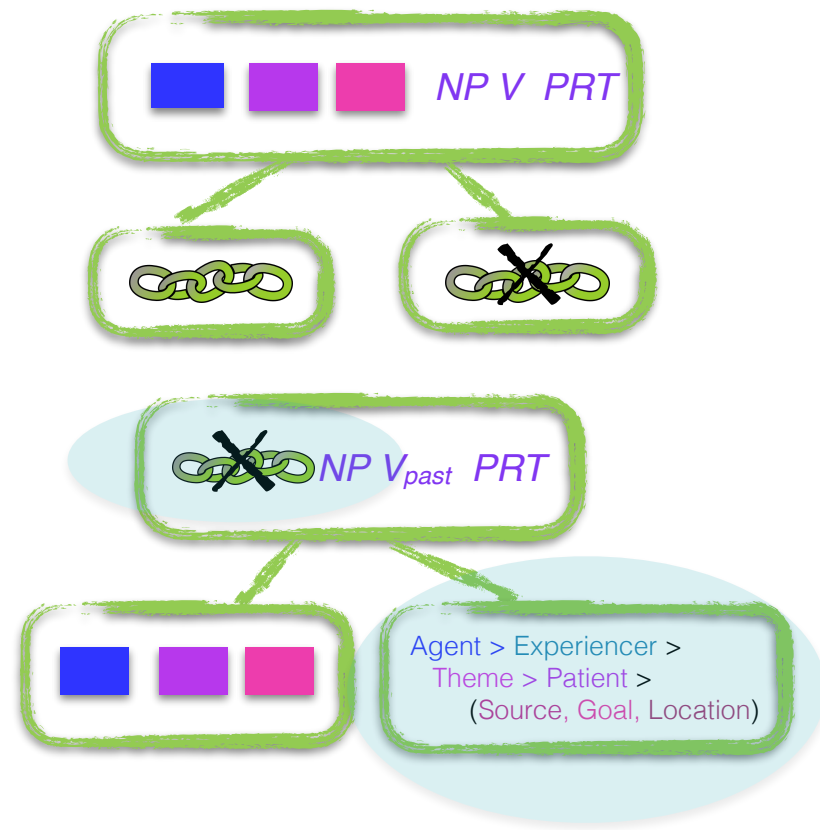 NP V PRT
NP Vpast PRT
Agent > Experiencer >
Theme > Patient >
(Source, Goal, Location)